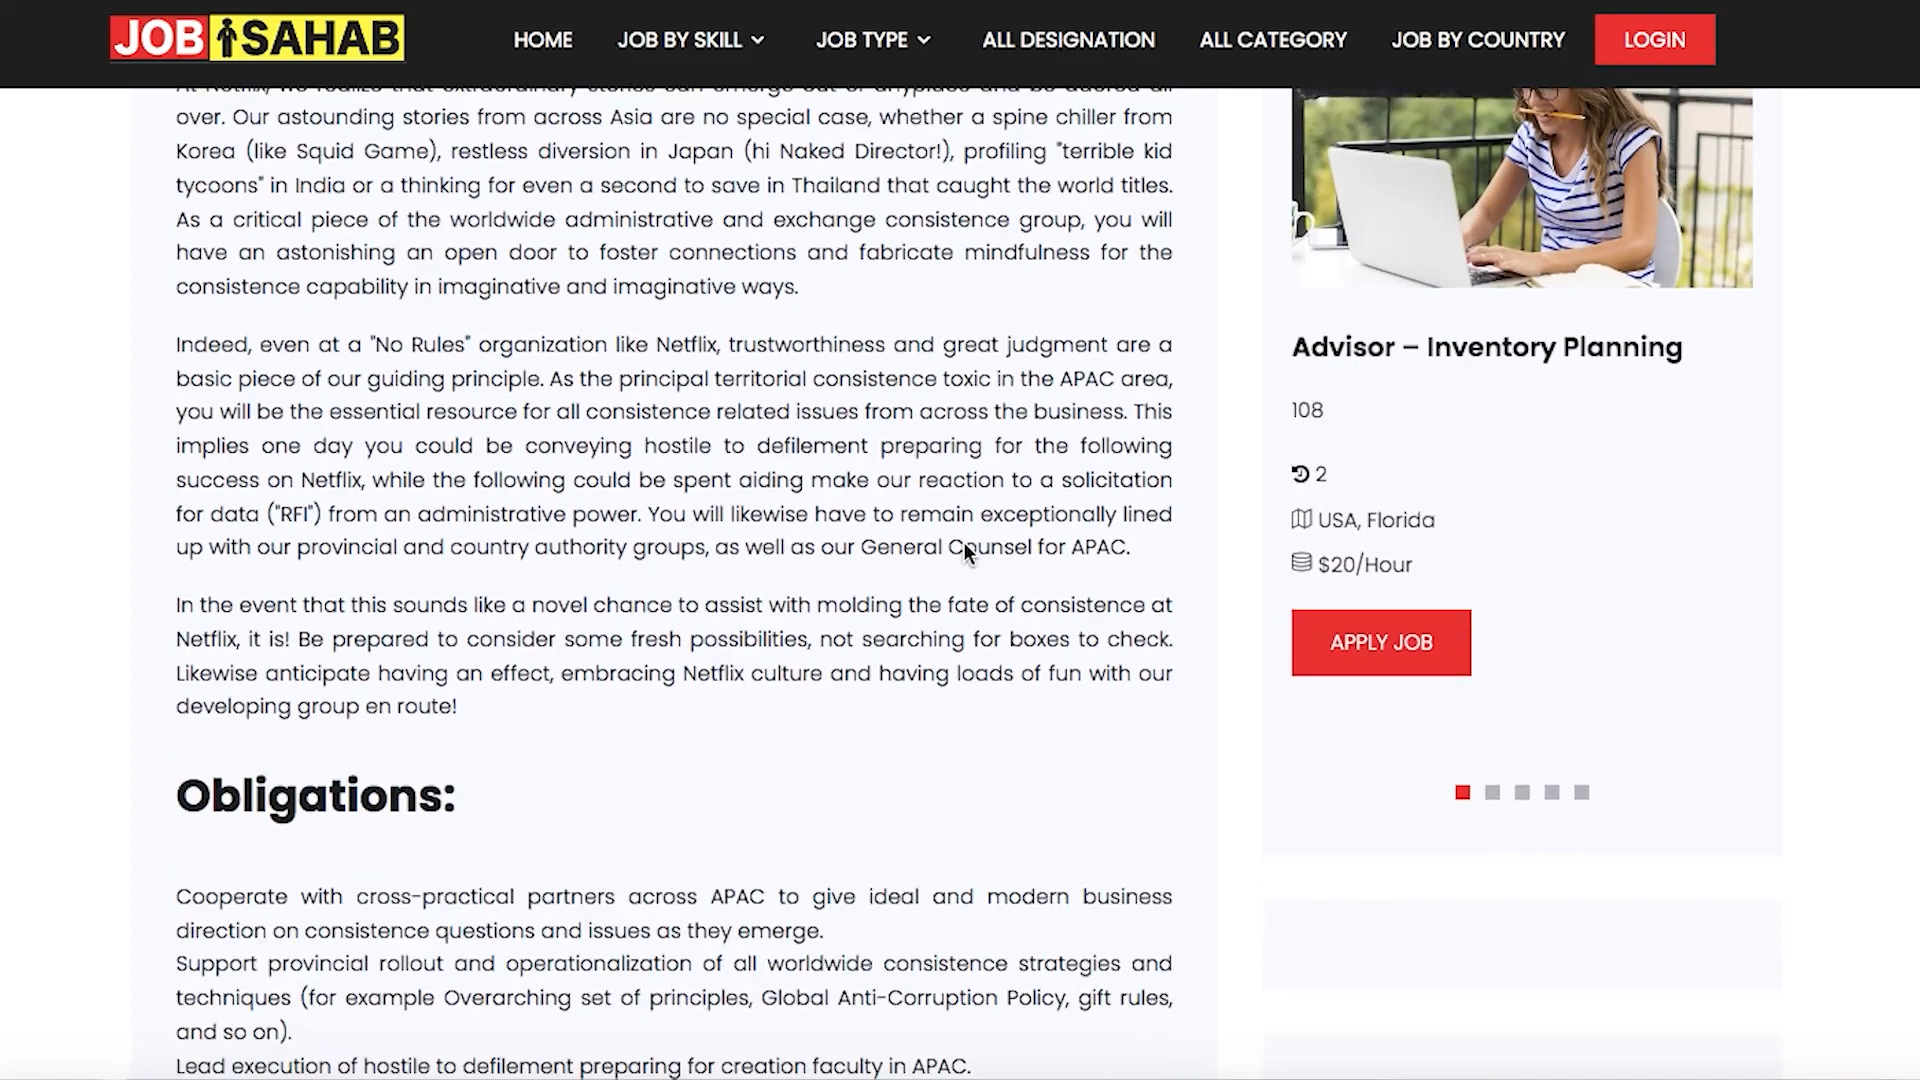 JOB SAHAB
HOME JOB BY SKILL JOB TYPE ALL DESIGNATION ALL CATEGORY JOB BY COUNTRY LOGIN
over. Our astounding stories from across Asia are no special case, whether a spine chiller from
Korea (like Squid Game), restless diversion in Japan (hi Naked Director!), profiling "terrible kid
tycoons" in India or a thinking for even a second to save in Thailand that caught the world titles.
As a critical piece of the worldwide administrative and exchange consistence group, you will
have an astonishing an open door to foster connections and fabricate mindfulness for the
consistence capability in imaginative and imaginative ways.
Indeed, even at a "No Rules" organization like Netflix, trustworthiness and great judgment are a
basic piece of our guiding principle. As the principal territorial consistence toxic in the APAC area,
you will be the essential resource for all consistence related issues from across the business. This
implies one day you could be conveying hostile to defilement preparing for the following
success on Netflix, while the following could be spent aiding make our reaction to a solicitation
for data ("RFI") from an administrative power. You will likewise have to remain exceptionally lined
up with our provincial and country authority groups, as well as our General Counsel for APAC.
In the event that this sounds like a novel chance to assist with molding the fate of consistence at
Netflix, it is! Be prepared to consider some fresh possibilities, not searching for boxes to check.
Likewise anticipate having an effect, embracing Netflix culture and having loads of fun with our
developing group en route!
Obligations:
Cooperate with cross-practical partners across APAC to give ideal and modern business
direction on consistence questions and issues as they emerge.
Support provincial rollout and operationalization of all worldwide consistence strategies and
techniques (for example Overarching set of principles, Global Anti-Corruption Policy, gift rules,
and so on).
Lead execution of hostile to defilement preparing for creation faculty in APAC.
Advisor – Inventory Planning
108
2
USA, Florida
$20/Hour
APPLY JOB